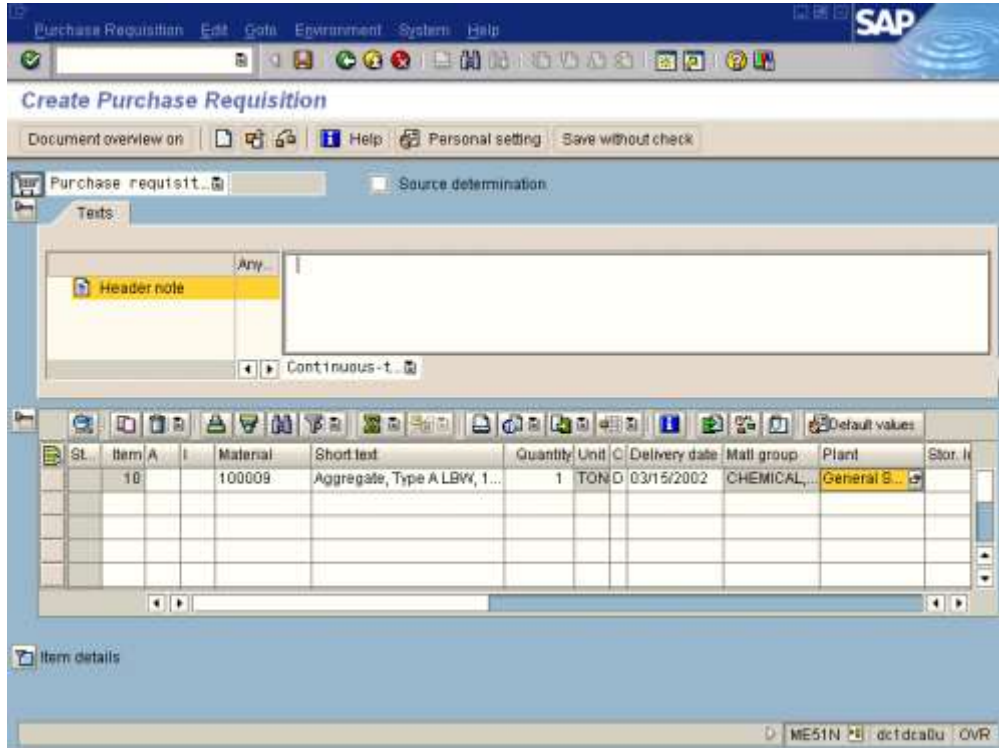 Purchase Requisition Edit Goto Environment System Help
SAP
Create Purchase Requisition
Document overview on Help Personal setting Save without check
Purchase requisit.. Source determination
Texts
Any...
Header note
Continuous-t..
Default values
St... Item A I Material Short text Quantity Unit C Delivery date Matl group Plant Stor. l
10 100009 Aggregate, Type A LBW, 1... 1 TON D 03/15/2002 CHEMICAL,... General S...
Item details
ME51N OVR